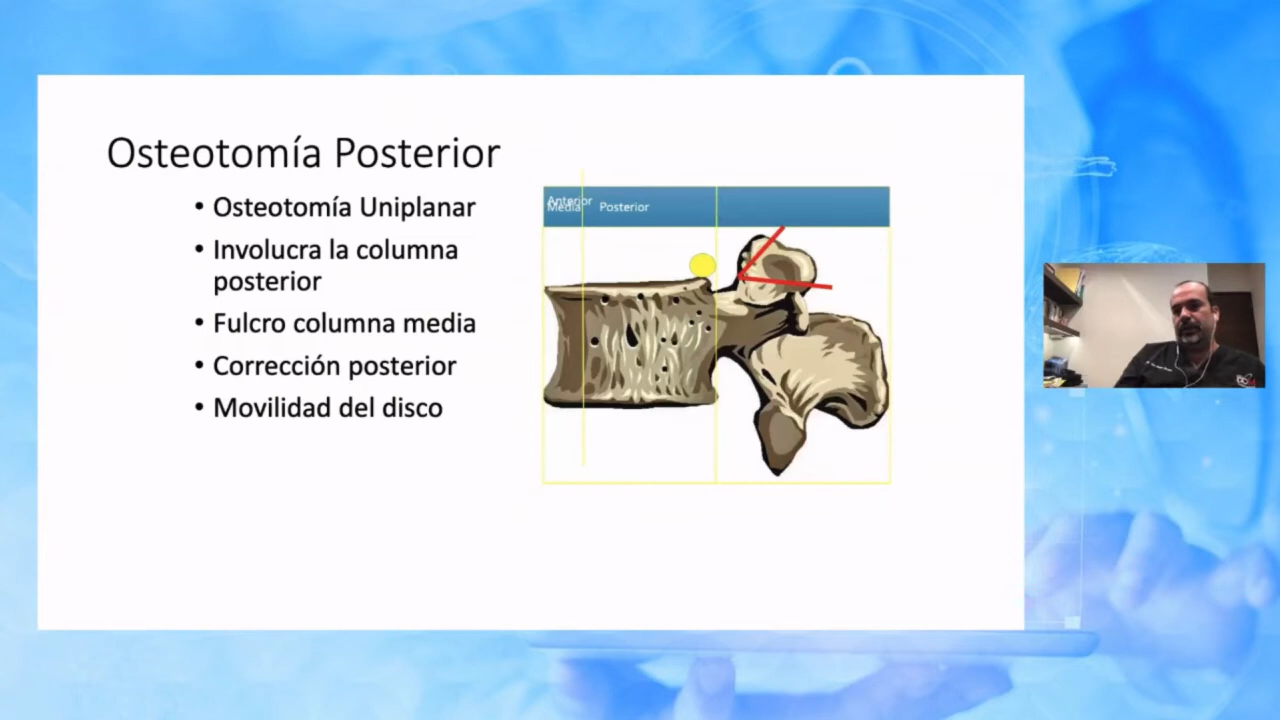 Osteotomía Posterior
• Osteotomía Uniplanar
• Involucra la columna
posterior
• Fulcro columna media
• Corrección posterior
• Movilidad del disco
Anterior
Media
Posterior